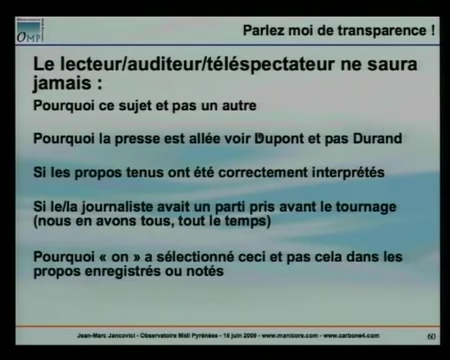 OMP
Parlez moi de transparence !
Le lecteur/auditeur/téléspectateur ne saura
jamais :
Pourquoi ce sujet et pas un autre
Pourquoi la presse est allée voir Dupont et pas Durand
Si les propos tenus ont été correctement interprétés
Si le/la journaliste avait un parti pris avant le tournage
(nous en avons tous, tout le temps)
Pourquoi « on » a sélectionné ceci et pas cela dans les
propos enregistrés ou notés
Jean-Marc Jancovici - Observatoire Midi Pyrénées - 16 juin 2009 - www.manicore.com - www.carbone4.com
60